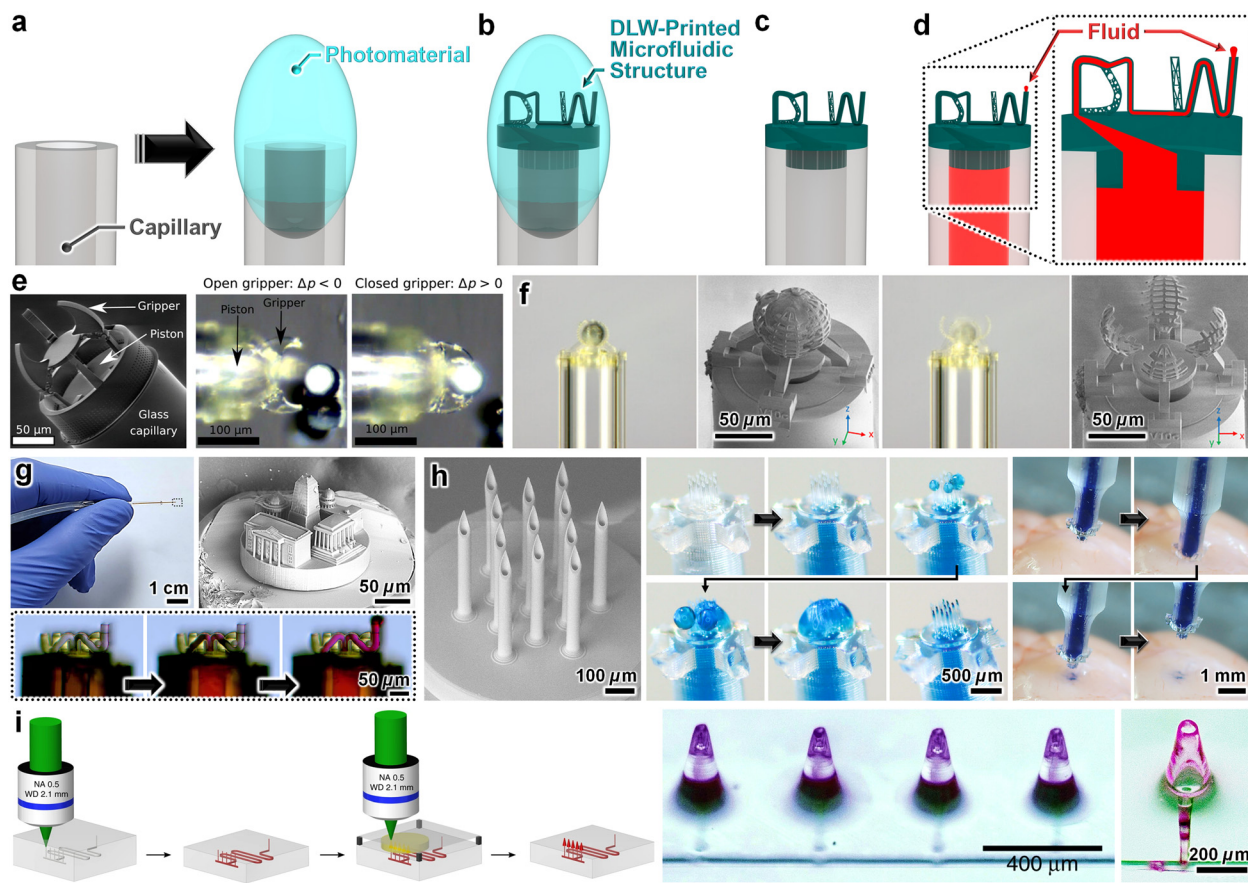 a
b
c
d
Photomaterial
Capillary
DLW-Printed
Microfluidic
Structure
Fluid
e
Gripper
Piston
Glass
capillary
50 µm
Open gripper: Δp < 0
Piston
Gripper
100 µm
Closed gripper: Δp > 0
100 µm
f
50 µm
z
x
y
50 µm
z
x
y
g
1 cm
50 µm
50 µm
h
100 µm
500 µm
1 mm
i
NA 0.5
WD 2.1 mm
NA 0.5
WD 2.1 mm
400 µm
200 µm